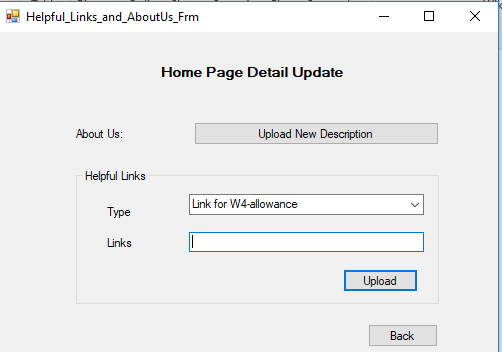 Helpful_Links_and_AboutUs_Frm
Home Page Detail Update
About Us:
Upload New Description
Helpful Links
Type
Link for W4-allowance
Links
Upload
Back